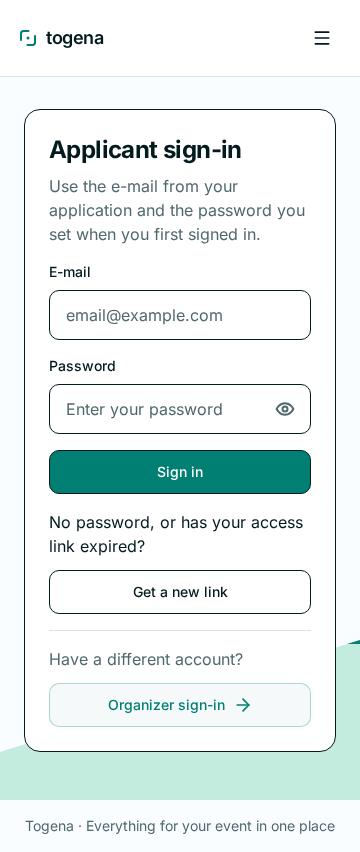 togena
Applicant sign-in
Use the e-mail from your
application and the password you
set when you first signed in.
E-mail
email@example.com
Password
Enter your password
Sign in
No password, or has your access
link expired?
Get a new link
Have a different account?
Organizer sign-in
Togena · Everything for your event in one place